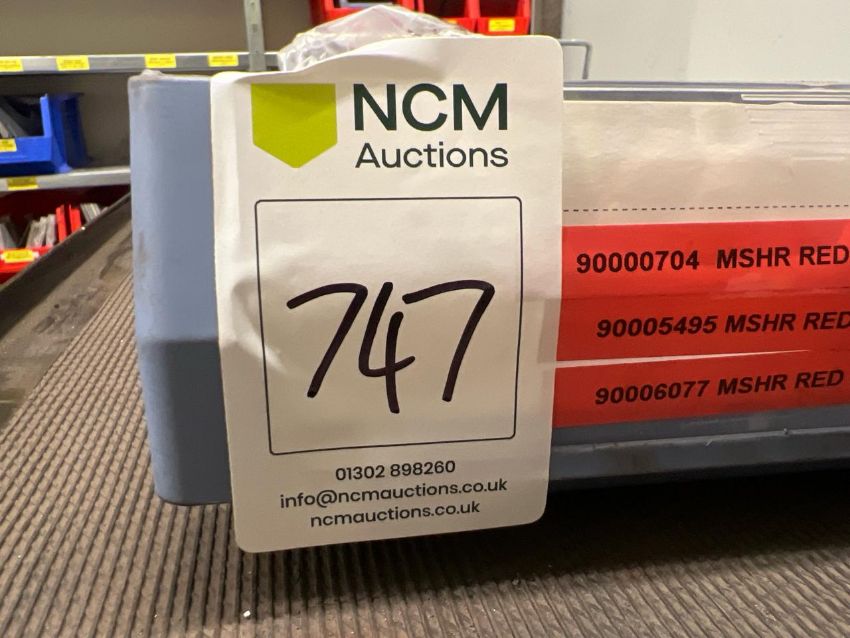 NCM
Auctions
747
01302 898260
info@ncmauctions.co.uk
ncmauctions.co.uk
90000704 MSHR RED
90005495 MSHR RED
90006077 MSHR RED